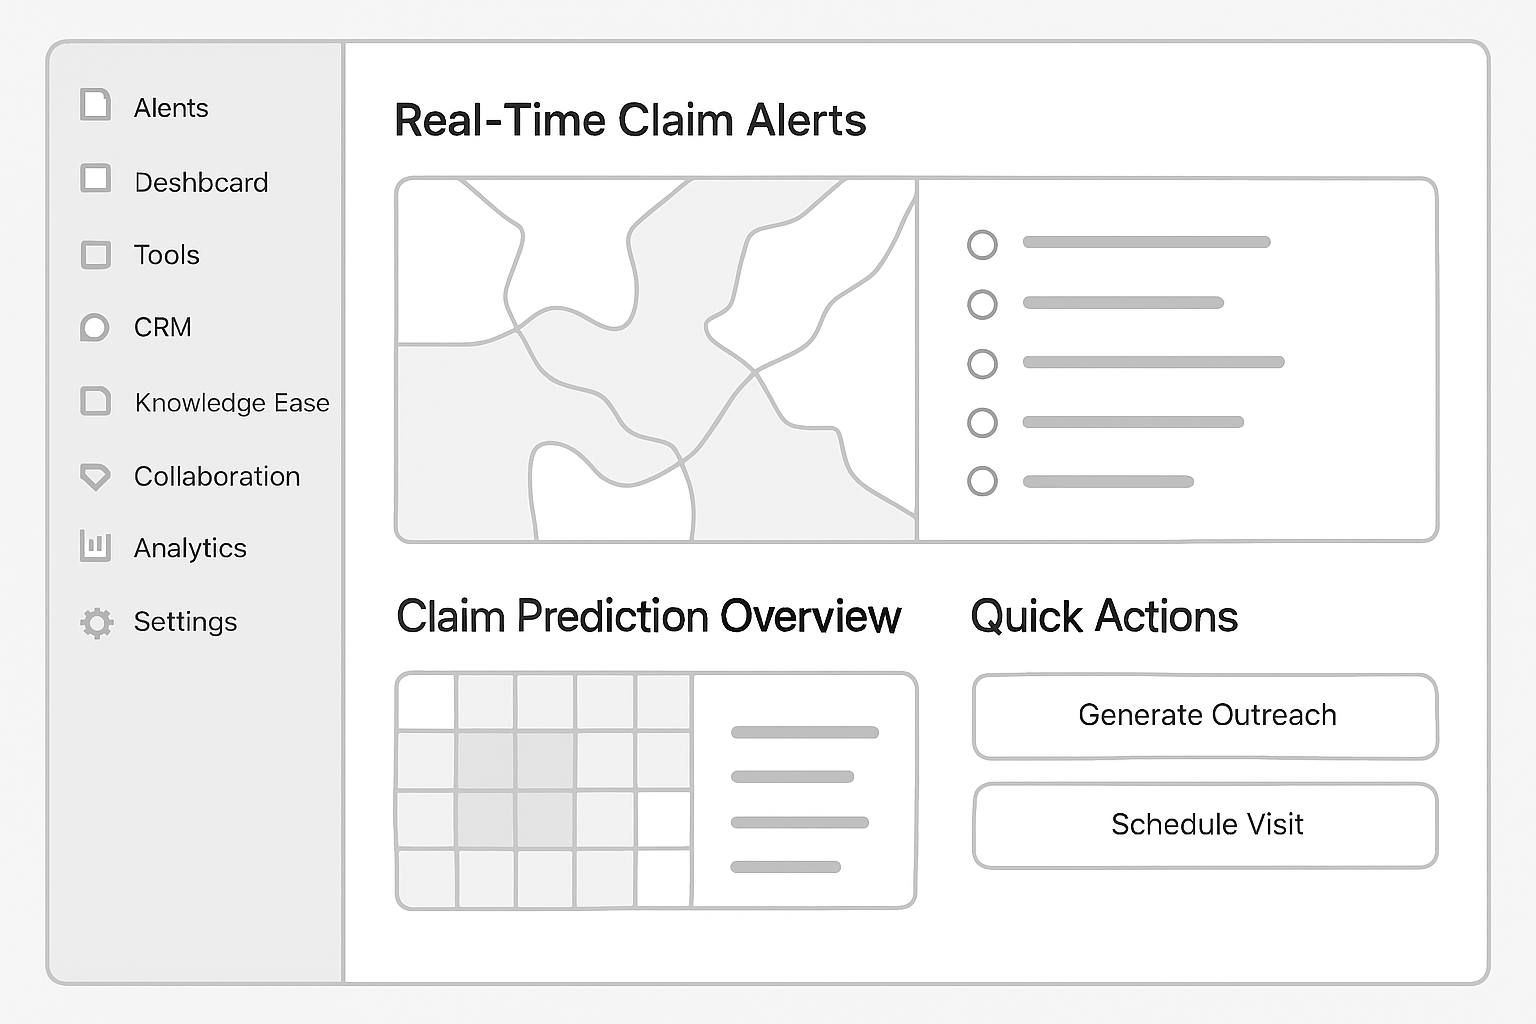 Alents
Deshbcard
Tools
CRM
Knowledge Ease
Collaboration
Analytics
Settings
Real-Time Claim Alerts
Claim Prediction Overview
Quick Actions
Generate Outreach
Schedule Visit